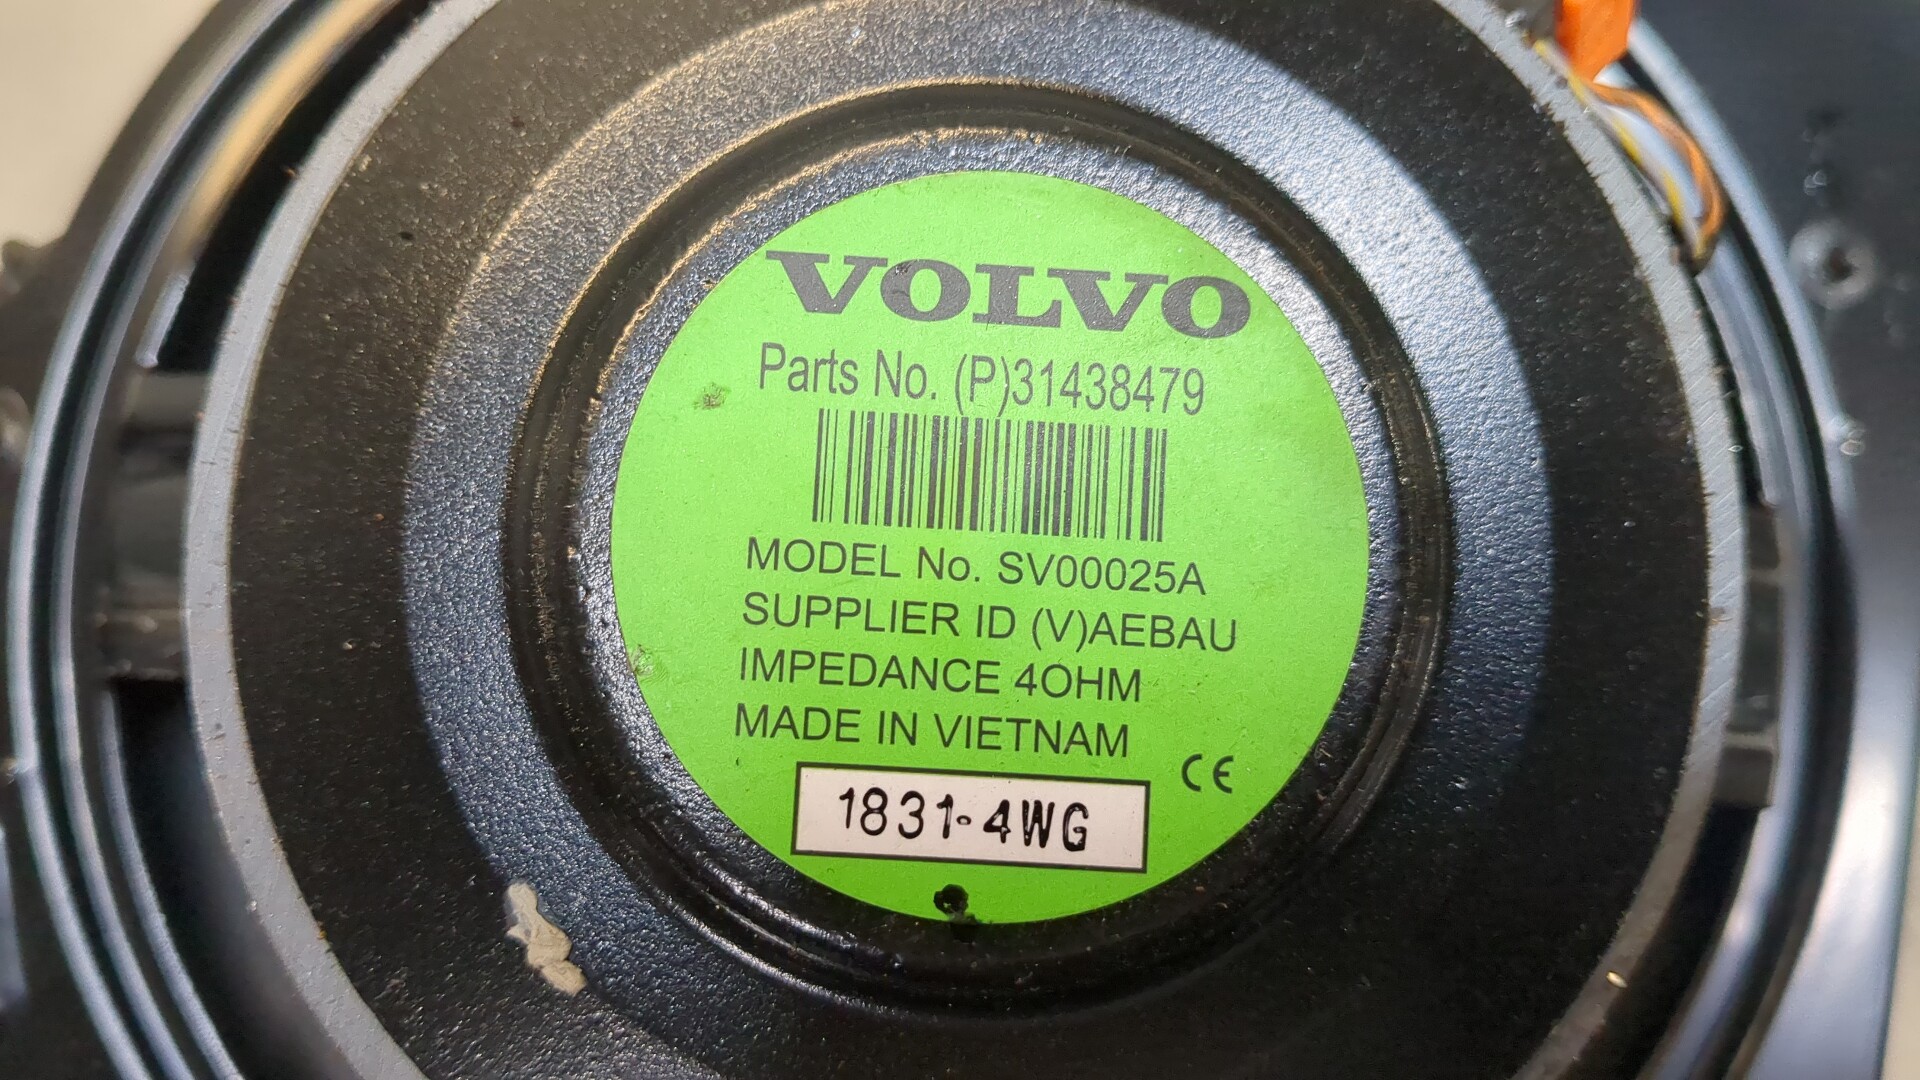 VOLVO
Parts No. (P)31438479
MODEL No. SV00025A
SUPPLIER ID (V)AEBAU
IMPEDANCE 4OHM
MADE IN VIETNAM
CE
1831-4WG